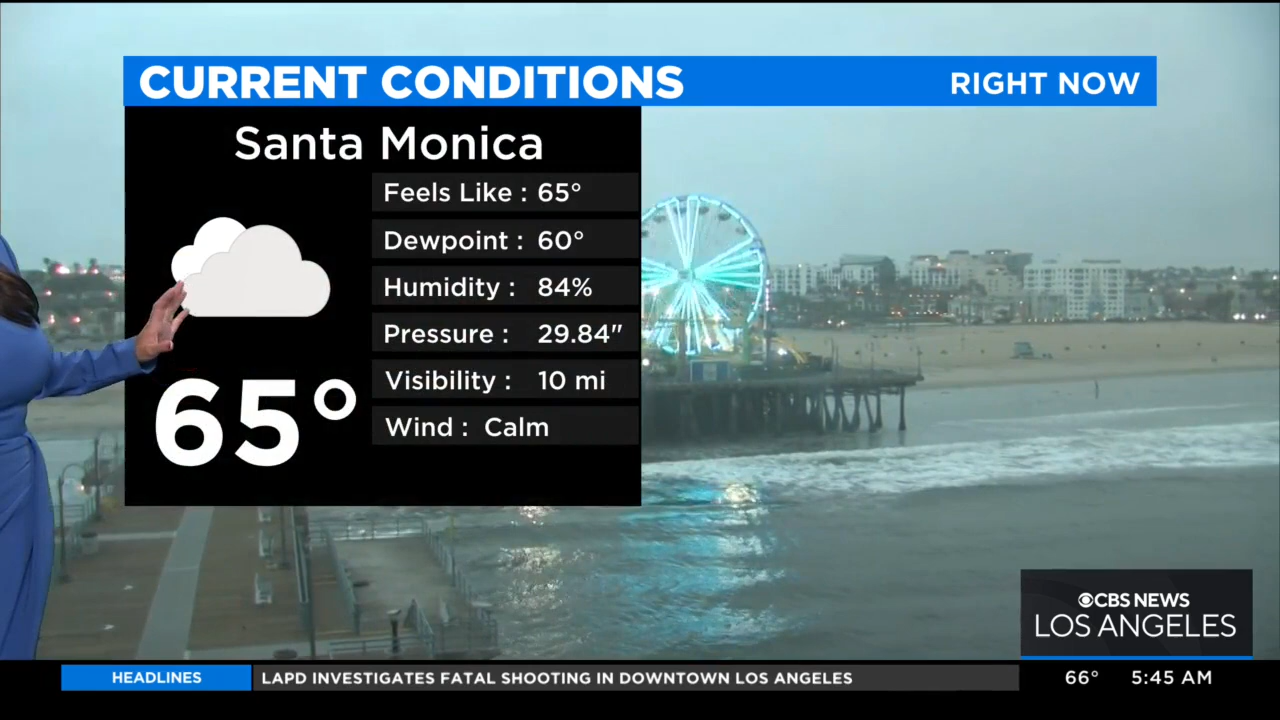 CURRENT CONDITIONS RIGHT NOW
Santa Monica
Feels Like : 65°
Dewpoint : 60°
Humidity : 84%
Pressure : 29.84"
Visibility : 10 mi
Wind : Calm
65°
CBS NEWS
LOS ANGELES
HEADLINES LAPD INVESTIGATES FATAL SHOOTING IN DOWNTOWN LOS ANGELES 66° 5:45 AM